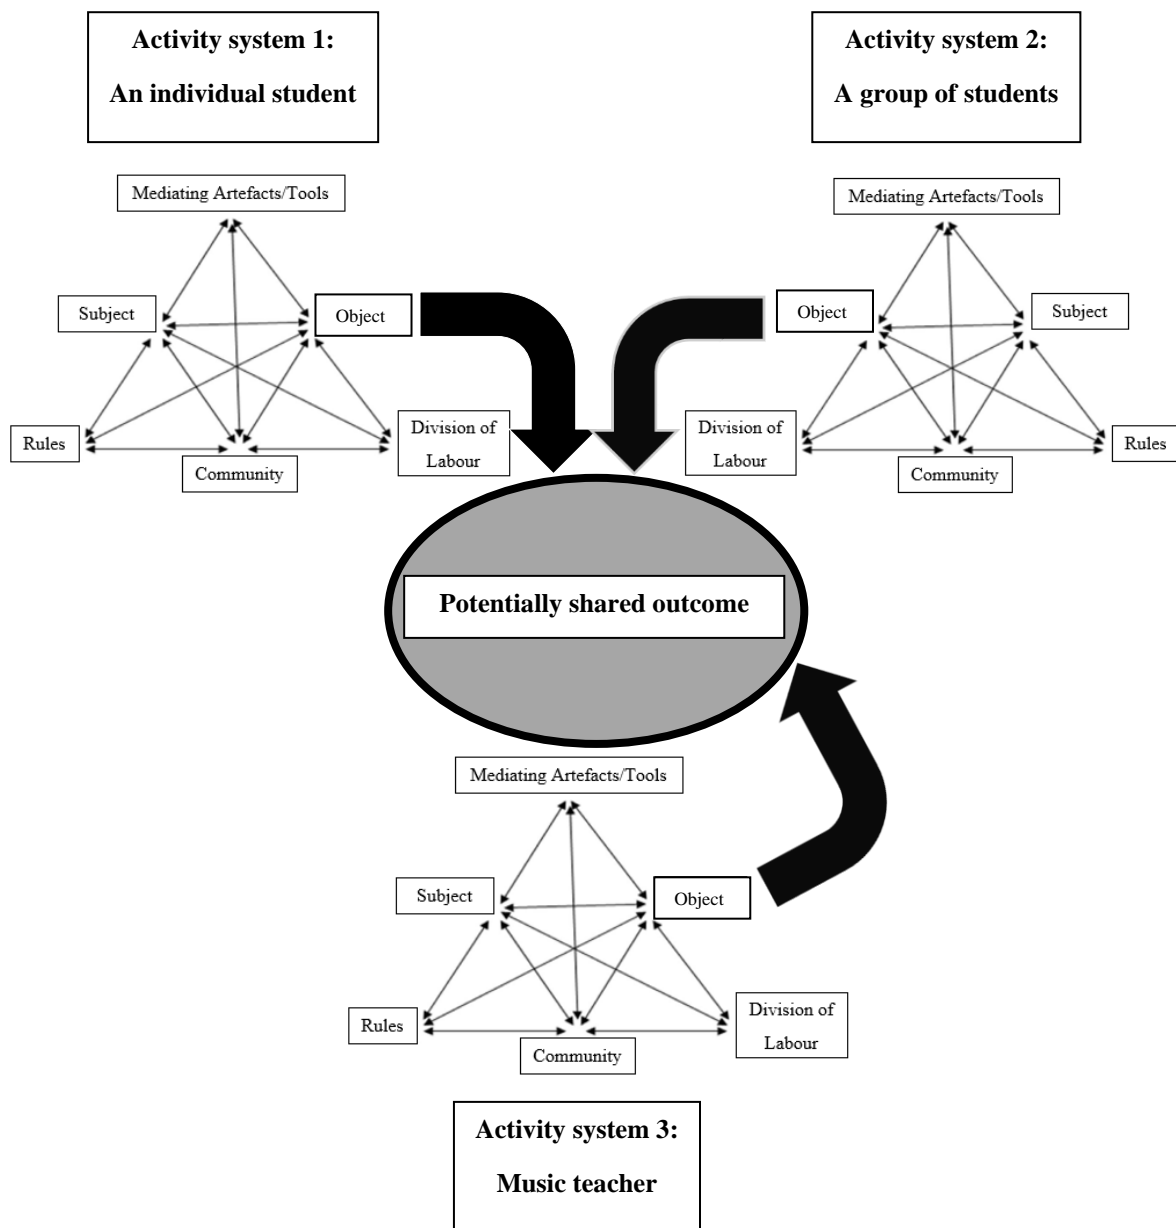 Activity system 1:
An individual student
Activity system 2:
A group of students
Mediating Artefacts/Tools
Subject
Object
Rules
Community
Division of
Labour
Mediating Artefacts/Tools
Object
Subject
Division of
Labour
Community
Rules
Potentially shared outcome
Mediating Artefacts/Tools
Subject
Object
Rules
Community
Division of
Labour
Activity system 3:
Music teacher